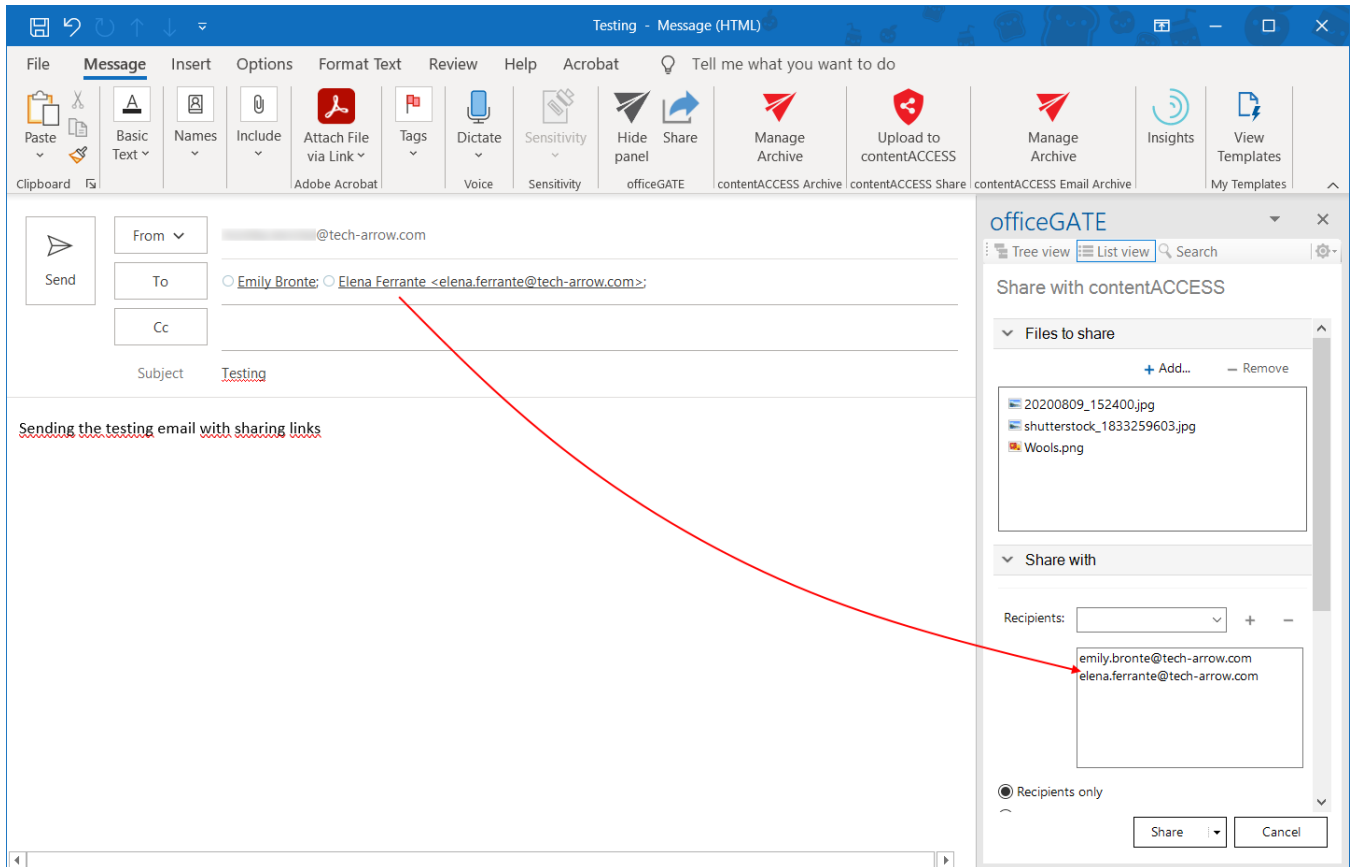 Testing - Message (HTML)
File Message Insert Options Format Text Review Help Acrobat Tell me what you want to do
Paste
Basic Text
Names
Include
Attach File via Link
Tags
Dictate
Sensitivity
Hide panel
Share
Manage Archive
Upload to contentACCESS
Manage Archive
Insights
View Templates
Clipboard
Adobe Acrobat
Voice
Sensitivity
officeGATE
contentACCESS Archive
contentACCESS Share
contentACCESS Email Archive
My Templates
Send
From
@tech-arrow.com
To
Emily Bronte; Elena Ferrante <elena.ferrante@tech-arrow.com>;
Cc
Subject
Testing
Sending the testing email with sharing links
officeGATE
Tree view List view Search
Share with contentACCESS
Files to share
+ Add... − Remove
20200809_152400.jpg
shutterstock_1833259603.jpg
Wools.png
Share with
Recipients:
emily.bronte@tech-arrow.com
elena.ferrante@tech-arrow.com
Recipients only
Share
Cancel